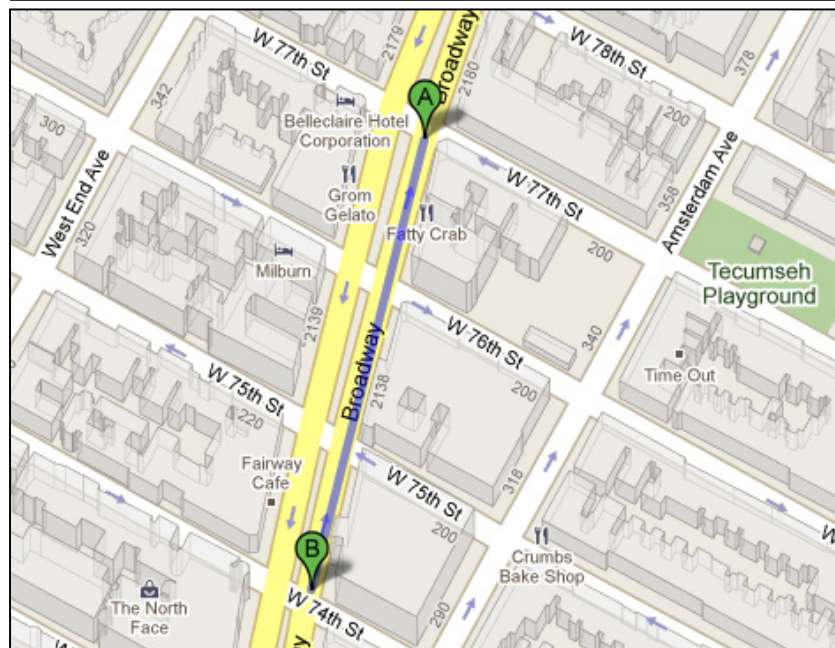 W 77th St
2179
Broadway
2180
W 78th St
378
342
300
Belleclaire Hotel
Corporation
A
200
Amsterdam Ave
358
W 77th St
West End Ave
320
Grom
Gelato
Fatty Crab
200
Tecumseh
Playground
Milburn
2139
W 76th St
340
Broadway
2138
Time Out
W 75th St
220
200
Fairway
Cafe
W 75th St
318
200
Crumbs
Bake Shop
B
290
The North
Face
W 74th St